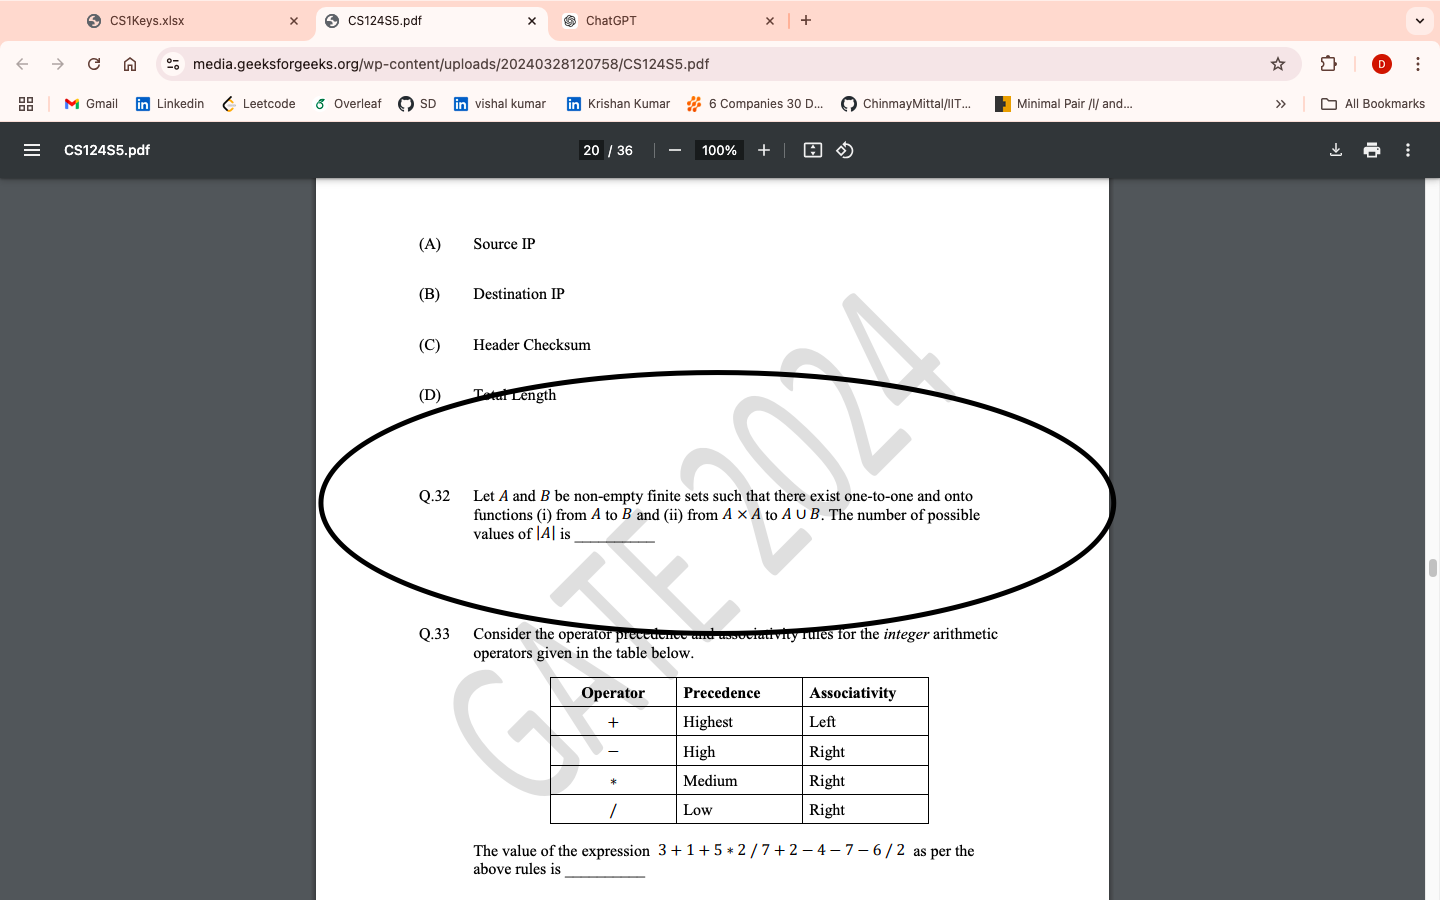 CS1Keys.xlsx
CS124S5.pdf
ChatGPT
media.geeksforgeeks.org/wp-content/uploads/20240328120758/CS124S5.pdf
D
Gmail
Linkedin
Leetcode
Overleaf
SD
vishal kumar
Krishan Kumar
6 Companies 30 D...
ChinmayMittal/IIT...
Minimal Pair /l/ and...
All Bookmarks
CS124S5.pdf
20 / 36
100%
(A) Source IP
(B) Destination IP
(C) Header Checksum
(D) Total Length
GATE 2024
Q.32 Let A and B be non-empty finite sets such that there exist one-to-one and onto
functions (i) from A to B and (ii) from A × A to A ∪ B. The number of possible
values of |A| is __________
Q.33 Consider the operator precedence and associativity rules for the integer arithmetic
operators given in the table below.
Operator Precedence Associativity
+ Highest Left
− High Right
* Medium Right
/ Low Right
The value of the expression 3 + 1 + 5 * 2 / 7 + 2 − 4 − 7 − 6 / 2 as per the
above rules is __________